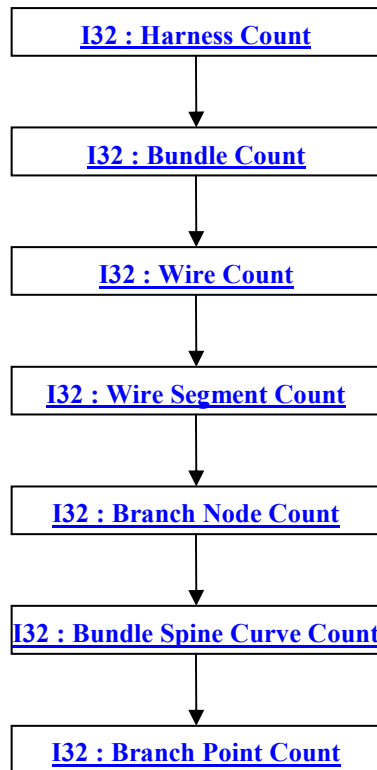 I32 : Harness Count
I32 : Bundle Count
I32 : Wire Count
I32 : Wire Segment Count
I32 : Branch Node Count
I32 : Bundle Spine Curve Count
I32 : Branch Point Count